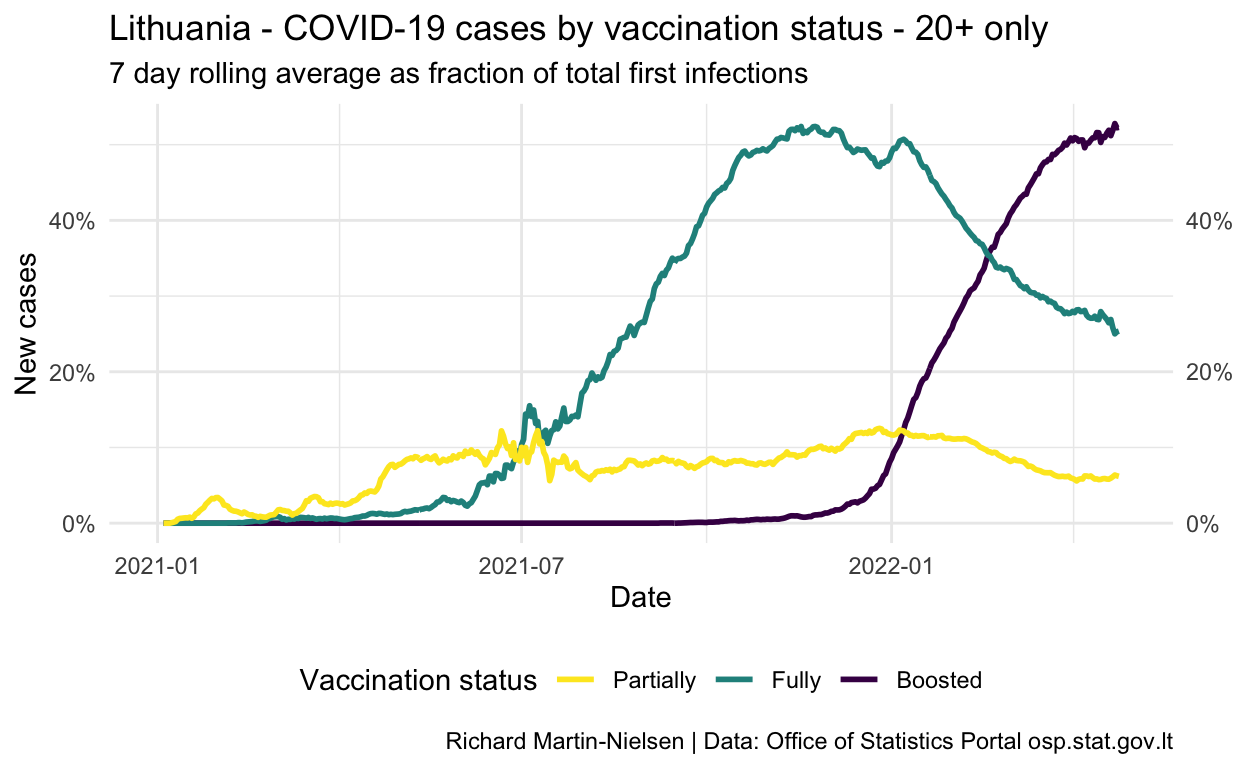 Lithuania - COVID-19 cases by vaccination status - 20+ only
7 day rolling average as fraction of total first infections
New cases
40%
20%
0%
40%
20%
0%
2021-01 2021-07 2022-01
Date
Vaccination status Partially Fully Boosted
Richard Martin-Nielsen | Data: Office of Statistics Portal osp.stat.gov.lt